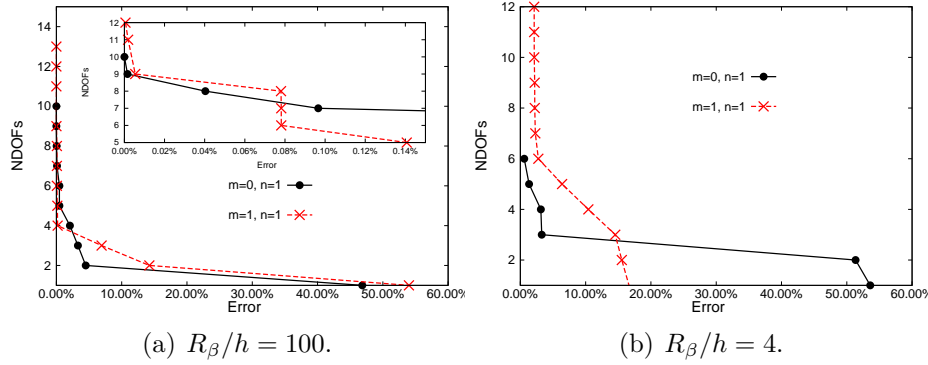 14
12
10
8
6
4
2
NDOFs
0.00% 10.00% 20.00% 30.00% 40.00% 50.00% 60.00%
Error
12
11
10
9
8
7
6
5
NDOFs
0.00% 0.02% 0.04% 0.06% 0.08% 0.10% 0.12% 0.14%
Error
m=0, n=1
m=1, n=1
(a) R_β/h = 100.
12
10
8
6
4
2
NDOFs
0.00% 10.00% 20.00% 30.00% 40.00% 50.00% 60.00%
Error
m=0, n=1
m=1, n=1
(b) R_β/h = 4.